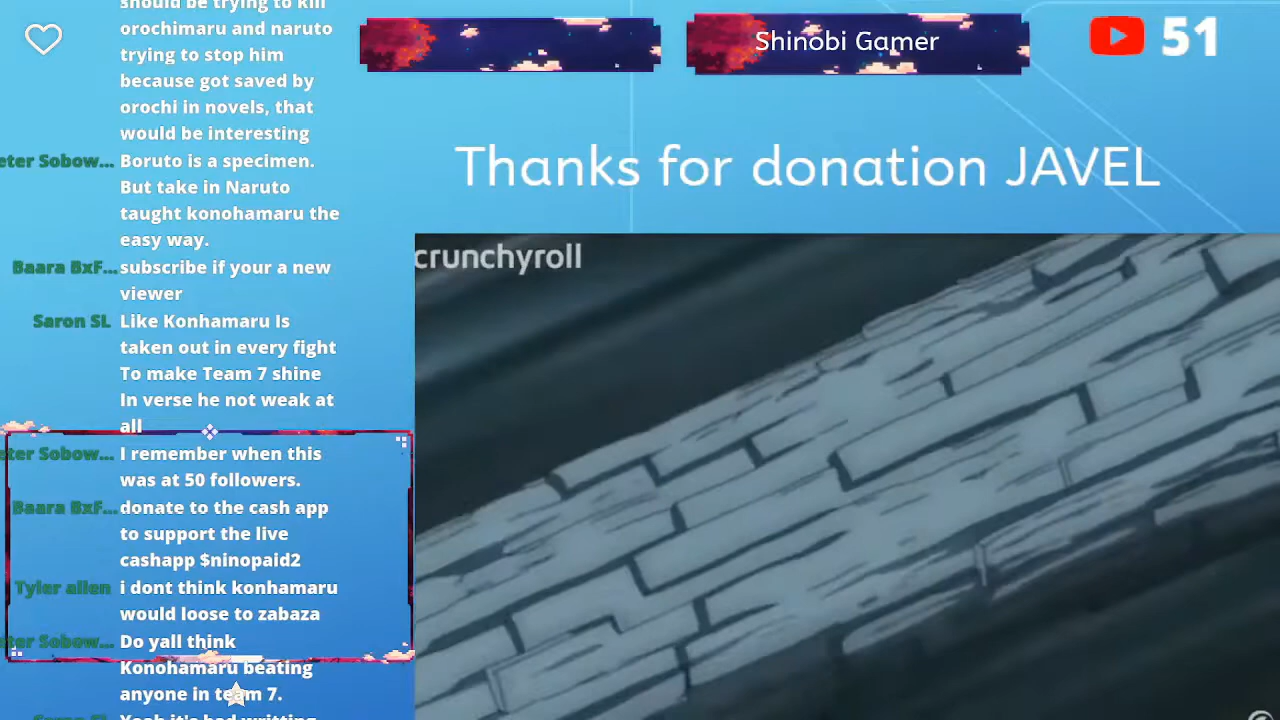 should be trying to kill
orochimaru and naruto
trying to stop him
because got saved by
orochi in novels, that
would be interesting
eter Sobow... Boruto is a specimen.
But take in Naruto
taught konohamaru the
easy way.
Baara BxF... subscribe if your a new
viewer
Saron SL Like Konhamaru Is
taken out in every fight
To make Team 7 shine
In verse he not weak at
all
eter Sobow... I remember when this
was at 50 followers.
Baara BxF... donate to the cash app
to support the live
cashapp $ninopaid2
Tyler allen i dont think konhamaru
would loose to zabaza
eter Sobow... Do yall think
Konohamaru beating
anyone in team 7.
Yeah it's bad writting
Shinobi Gamer
51
Thanks for donation JAVEL
crunchyroll